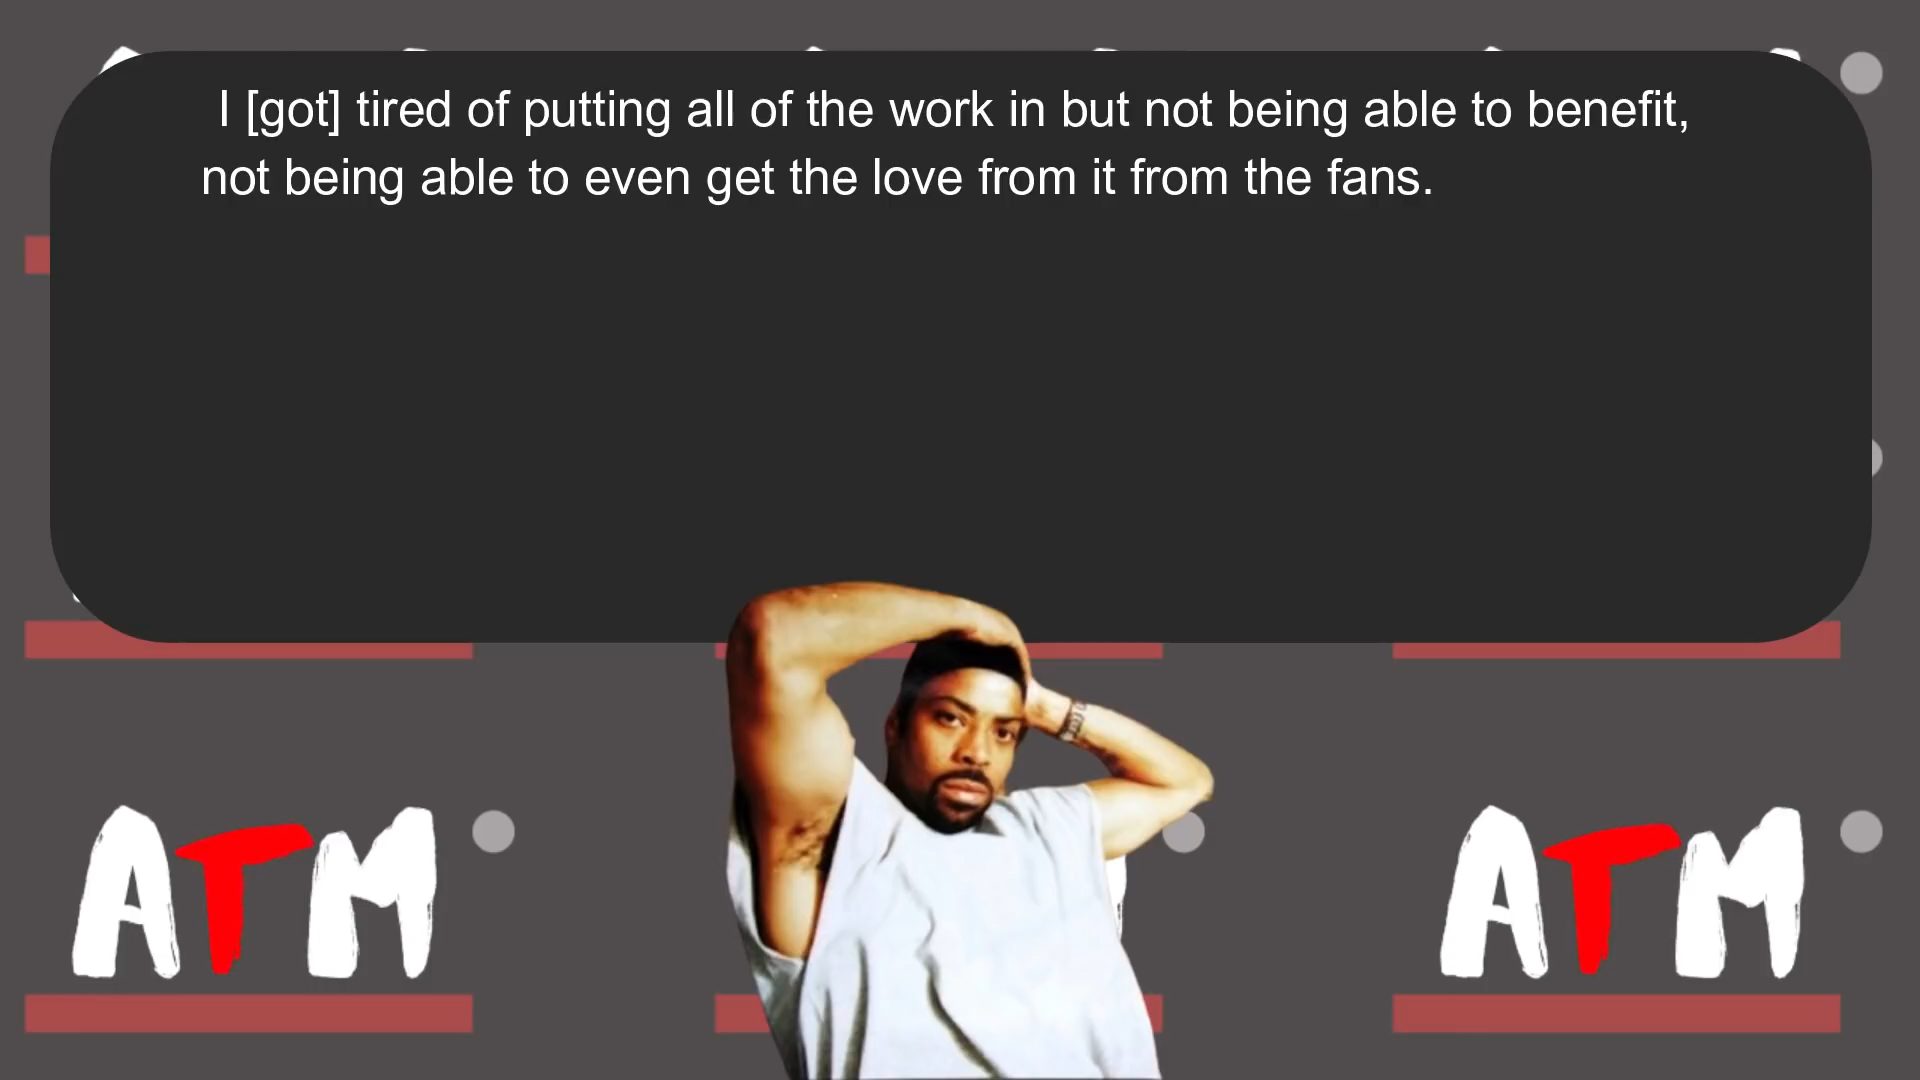 I [got] tired of putting all of the work in but not being able to benefit,
not being able to even get the love from it from the fans.
ATM
ATM